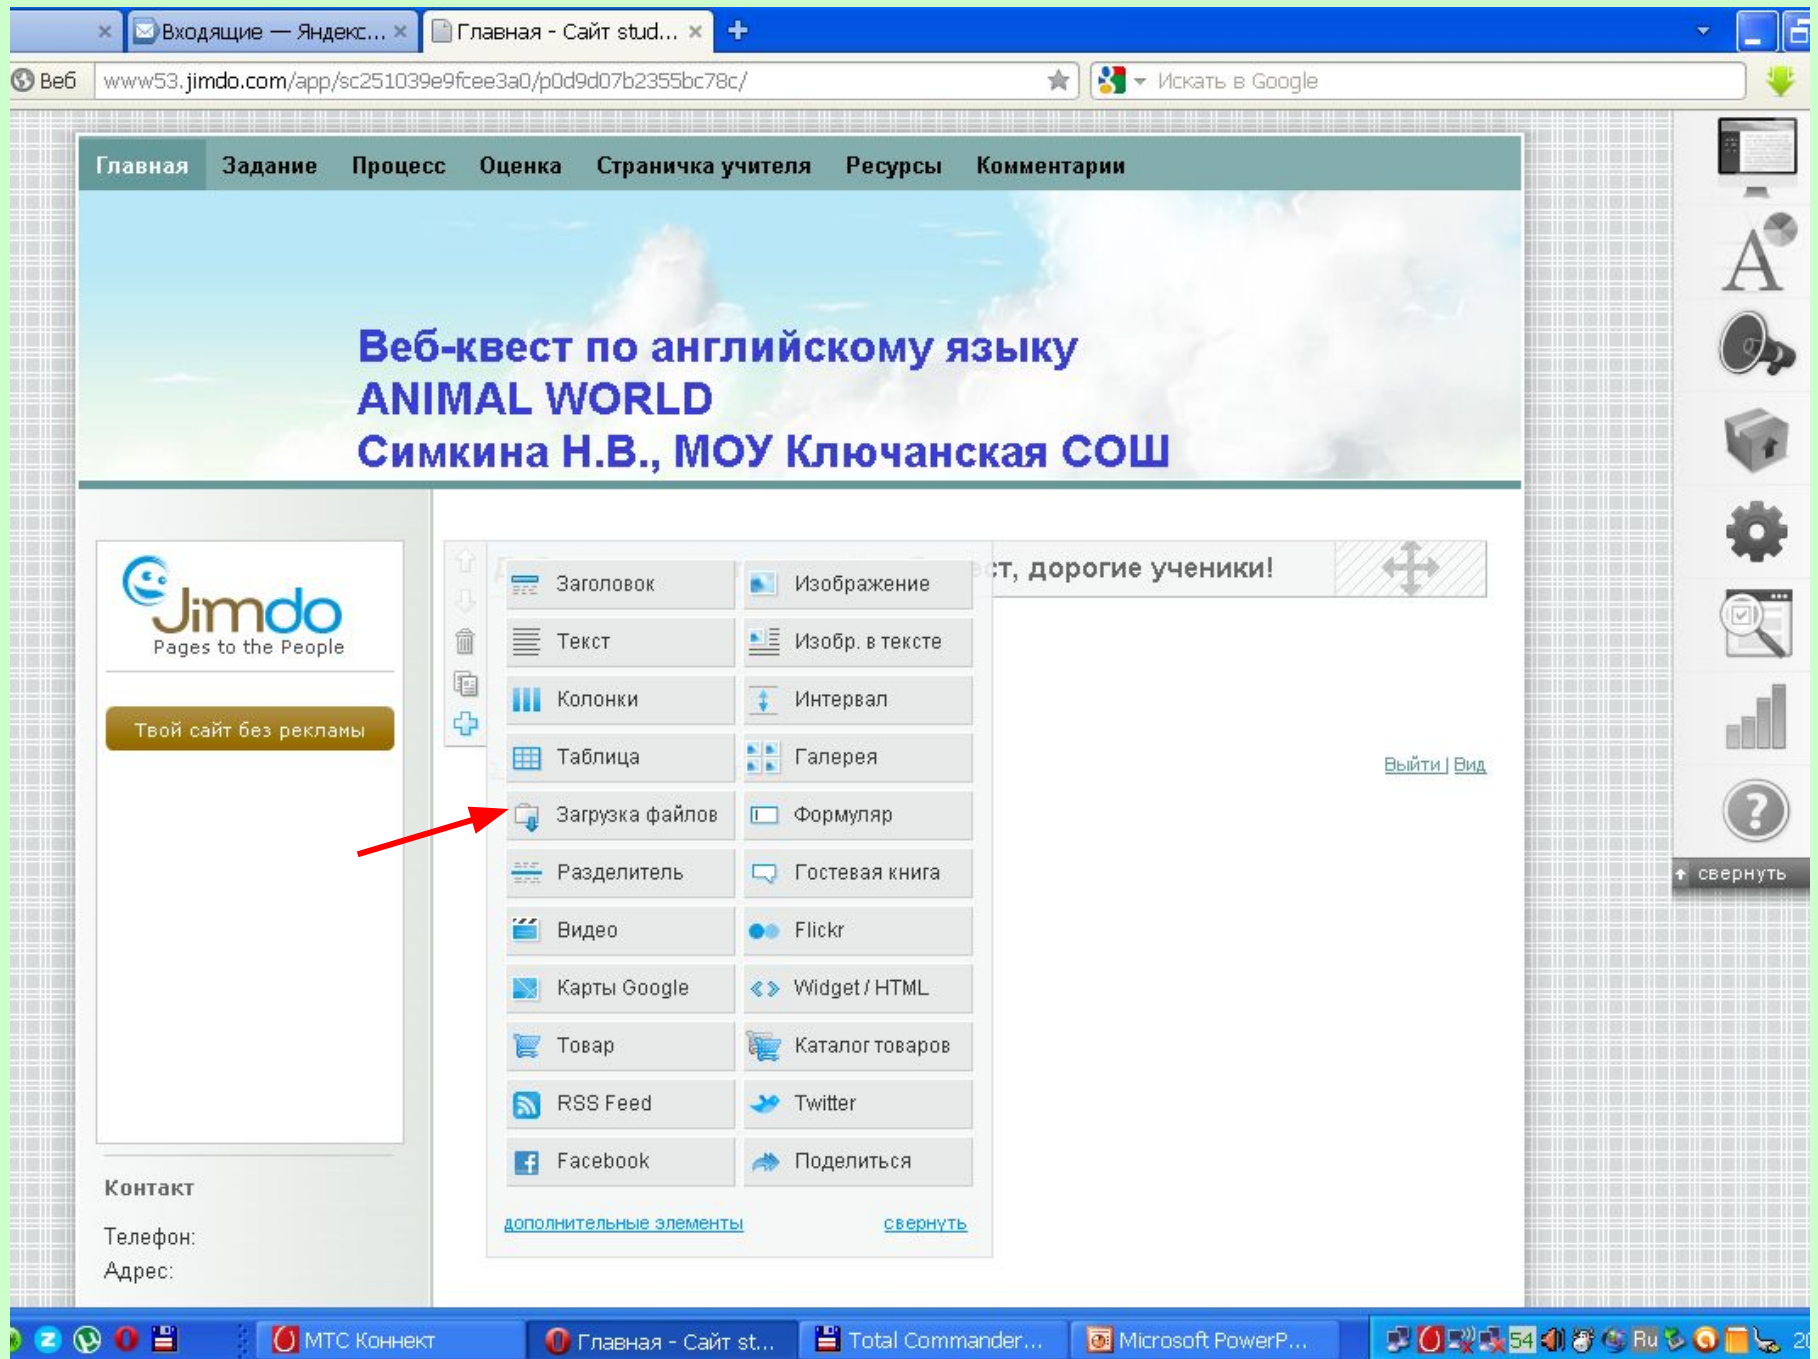 Входящие — Яндекс... Главная - Сайт stud...
Веб www53.jimdo.com/app/sc251039e9fcee3a0/p0d9d07b2355bc78c/ Искать в Google
Главная Задание Процесс Оценка Страничка учителя Ресурсы Комментарии
Веб-квест по английскому языку
ANIMAL WORLD
Симкина Н.В., МОУ Ключанская СОШ
Jimdo
Pages to the People
Твой сайт без рекламы
Контакт
Телефон:
Адрес:
ст, дорогие ученики!
Заголовок Изображение
Текст Изобр. в тексте
Колонки Интервал
Таблица Галерея
Загрузка файлов Формуляр
Разделитель Гостевая книга
Видео Flickr
Карты Google Widget / HTML
Товар Каталог товаров
RSS Feed Twitter
Facebook Поделиться
дополнительные элементы свернуть
Выйти | Вид
свернуть
МТС Коннект Главная - Сайт st... Total Commander... Microsoft PowerP... 54 Ru